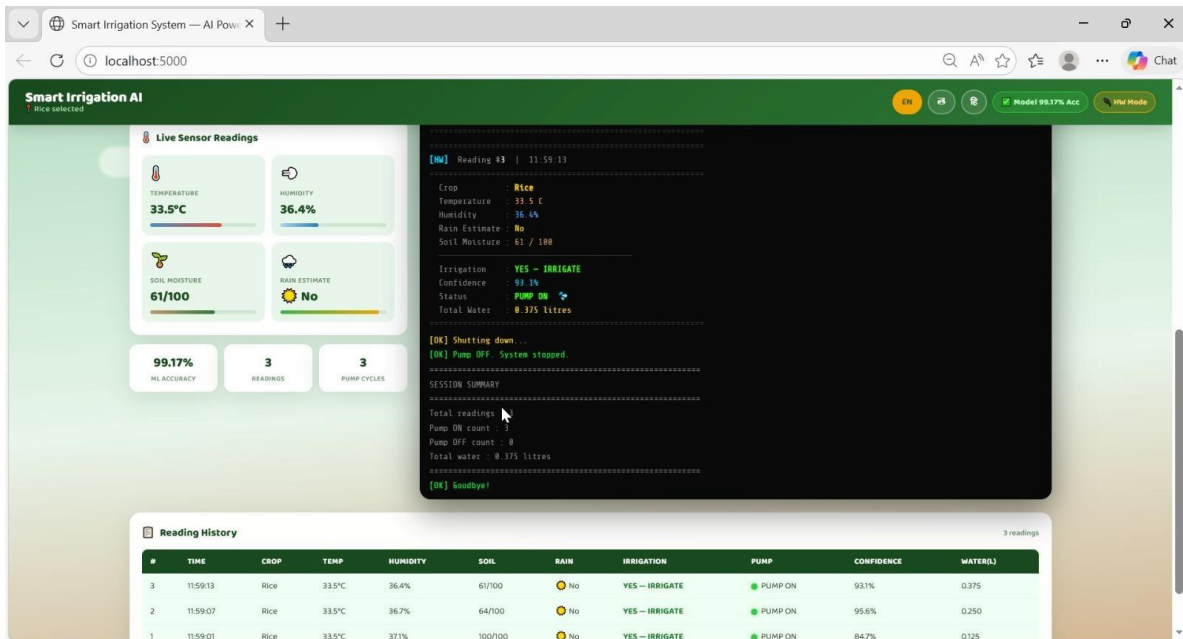 Smart Irrigation System — AI Powe
localhost:5000
Chat
Smart Irrigation AI
Rice selected
EN
తె
हि
Model 99.17% Acc
HW Mode
Live Sensor Readings
TEMPERATURE
33.5°C
HUMIDITY
36.4%
SOIL MOISTURE
61/100
RAIN ESTIMATE
No
99.17%
ML ACCURACY
3
READINGS
3
PUMP CYCLES
[HW] Reading #3 | 11:59:13
Crop : Rice
Temperature : 33.5 C
Humidity : 36.4%
Rain Estimate : No
Soil Moisture : 61 / 100
Irrigation : YES — IRRIGATE
Confidence : 93.1%
Status : PUMP ON
Total Water : 0.375 litres
[OK] Shutting down...
[OK] Pump OFF. System stopped.
SESSION SUMMARY
Total readings 3
Pump ON count : 3
Pump OFF count : 0
Total water : 0.375 litres
[OK] Goodbye!
Reading History
3 readings
# TIME CROP TEMP HUMIDITY SOIL RAIN IRRIGATION PUMP CONFIDENCE WATER(L)
3 11:59:13 Rice 33.5°C 36.4% 61/100 No YES — IRRIGATE PUMP ON 93.1% 0.375
2 11:59:07 Rice 33.5°C 36.7% 64/100 No YES — IRRIGATE PUMP ON 95.6% 0.250
1 11:59:01 Rice 33.5°C 37.1% 100/100 No YES — IRRIGATE PUMP ON 84.7% 0.125